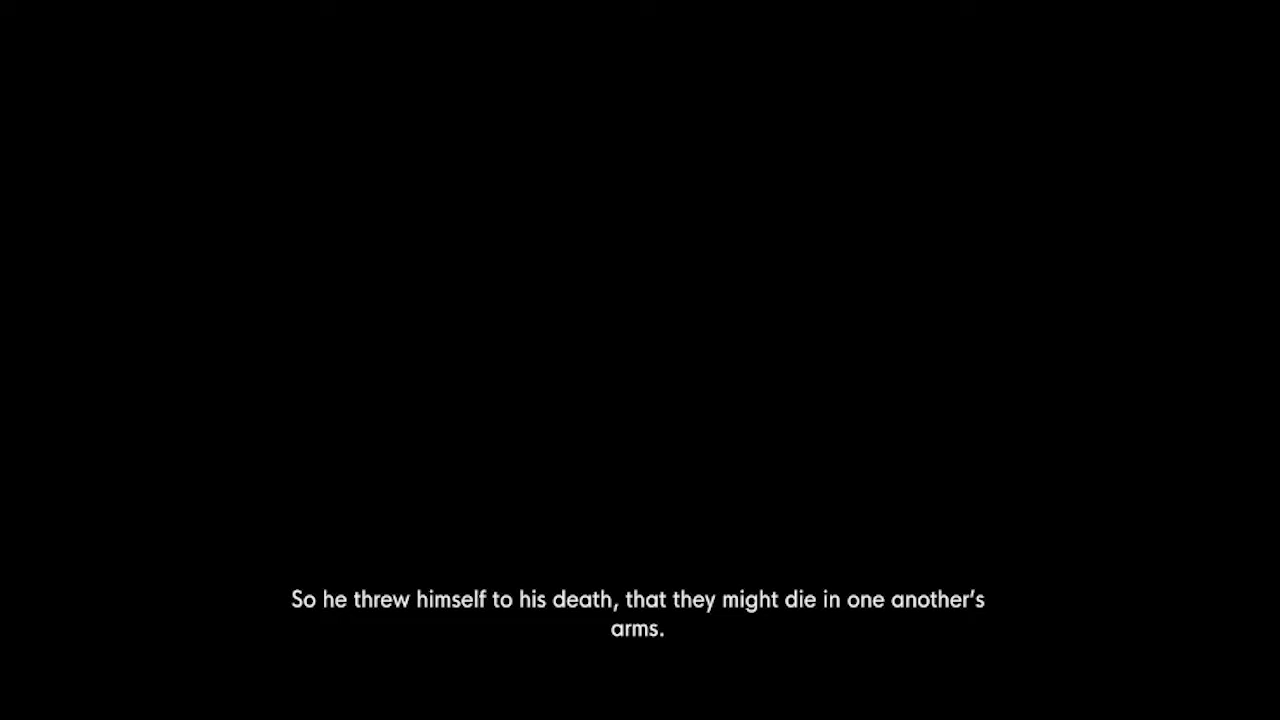 So he threw himself to his death, that they might die in one another’s
arms.